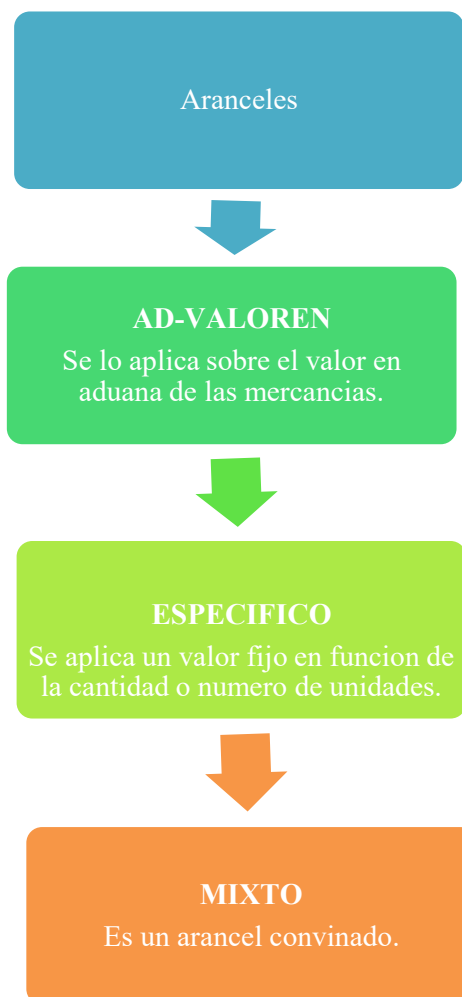 Aranceles
AD-VALOREN
Se lo aplica sobre el valor en
aduana de las mercancias.
ESPECIFICO
Se aplica un valor fijo en funcion de
la cantidad o numero de unidades.
MIXTO
Es un arancel convinado.